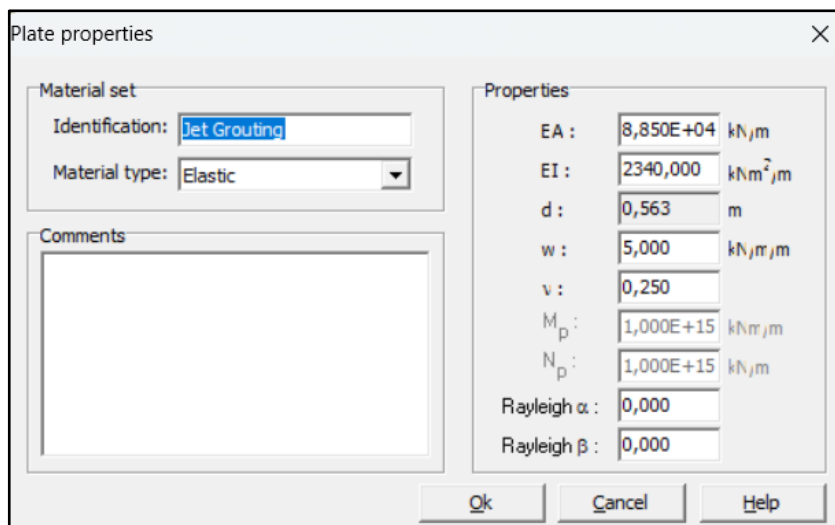 Plate properties
Material set
Identification: Jet Grouting
Material type: Elastic
Comments
Properties
EA : 8,850E+04 kN/m
EI : 2340,000 kNm²/m
d : 0,563 m
w : 5,000 kN/m/m
ν : 0,250
Mp : 1,000E+15 kNm/m
Np : 1,000E+15 kN/m
Rayleigh α : 0,000
Rayleigh β : 0,000
Ok Cancel Help